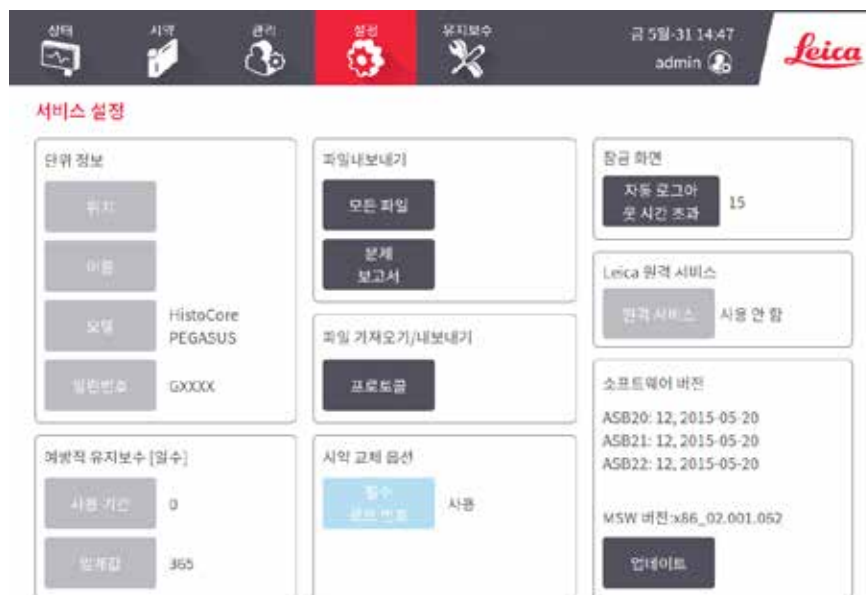 상태
시약
관리
설정
유지보수
금 5월-31 14:47
admin
Leica
서비스 설정
단위 정보
위치
이름
모델
HistoCore
PEGASUS
일련번호
GXXXX
예방적 유지보수 [일수]
사용 기간
0
임계값
365
파일내보내기
모든 파일
문제
보고서
파일 가져오기/내보내기
프로토콜
시약 교체 옵션
필수
로트 번호
사용
잠금 화면
자동 로그아
웃 시간 초과
15
Leica 원격 서비스
원격 서비스
사용 안 함
소프트웨어 버전
ASB20: 12, 2015-05-20
ASB21: 12, 2015-05-20
ASB22: 12, 2015-05-20
MSW 버전:x86_02.001.062
업데이트